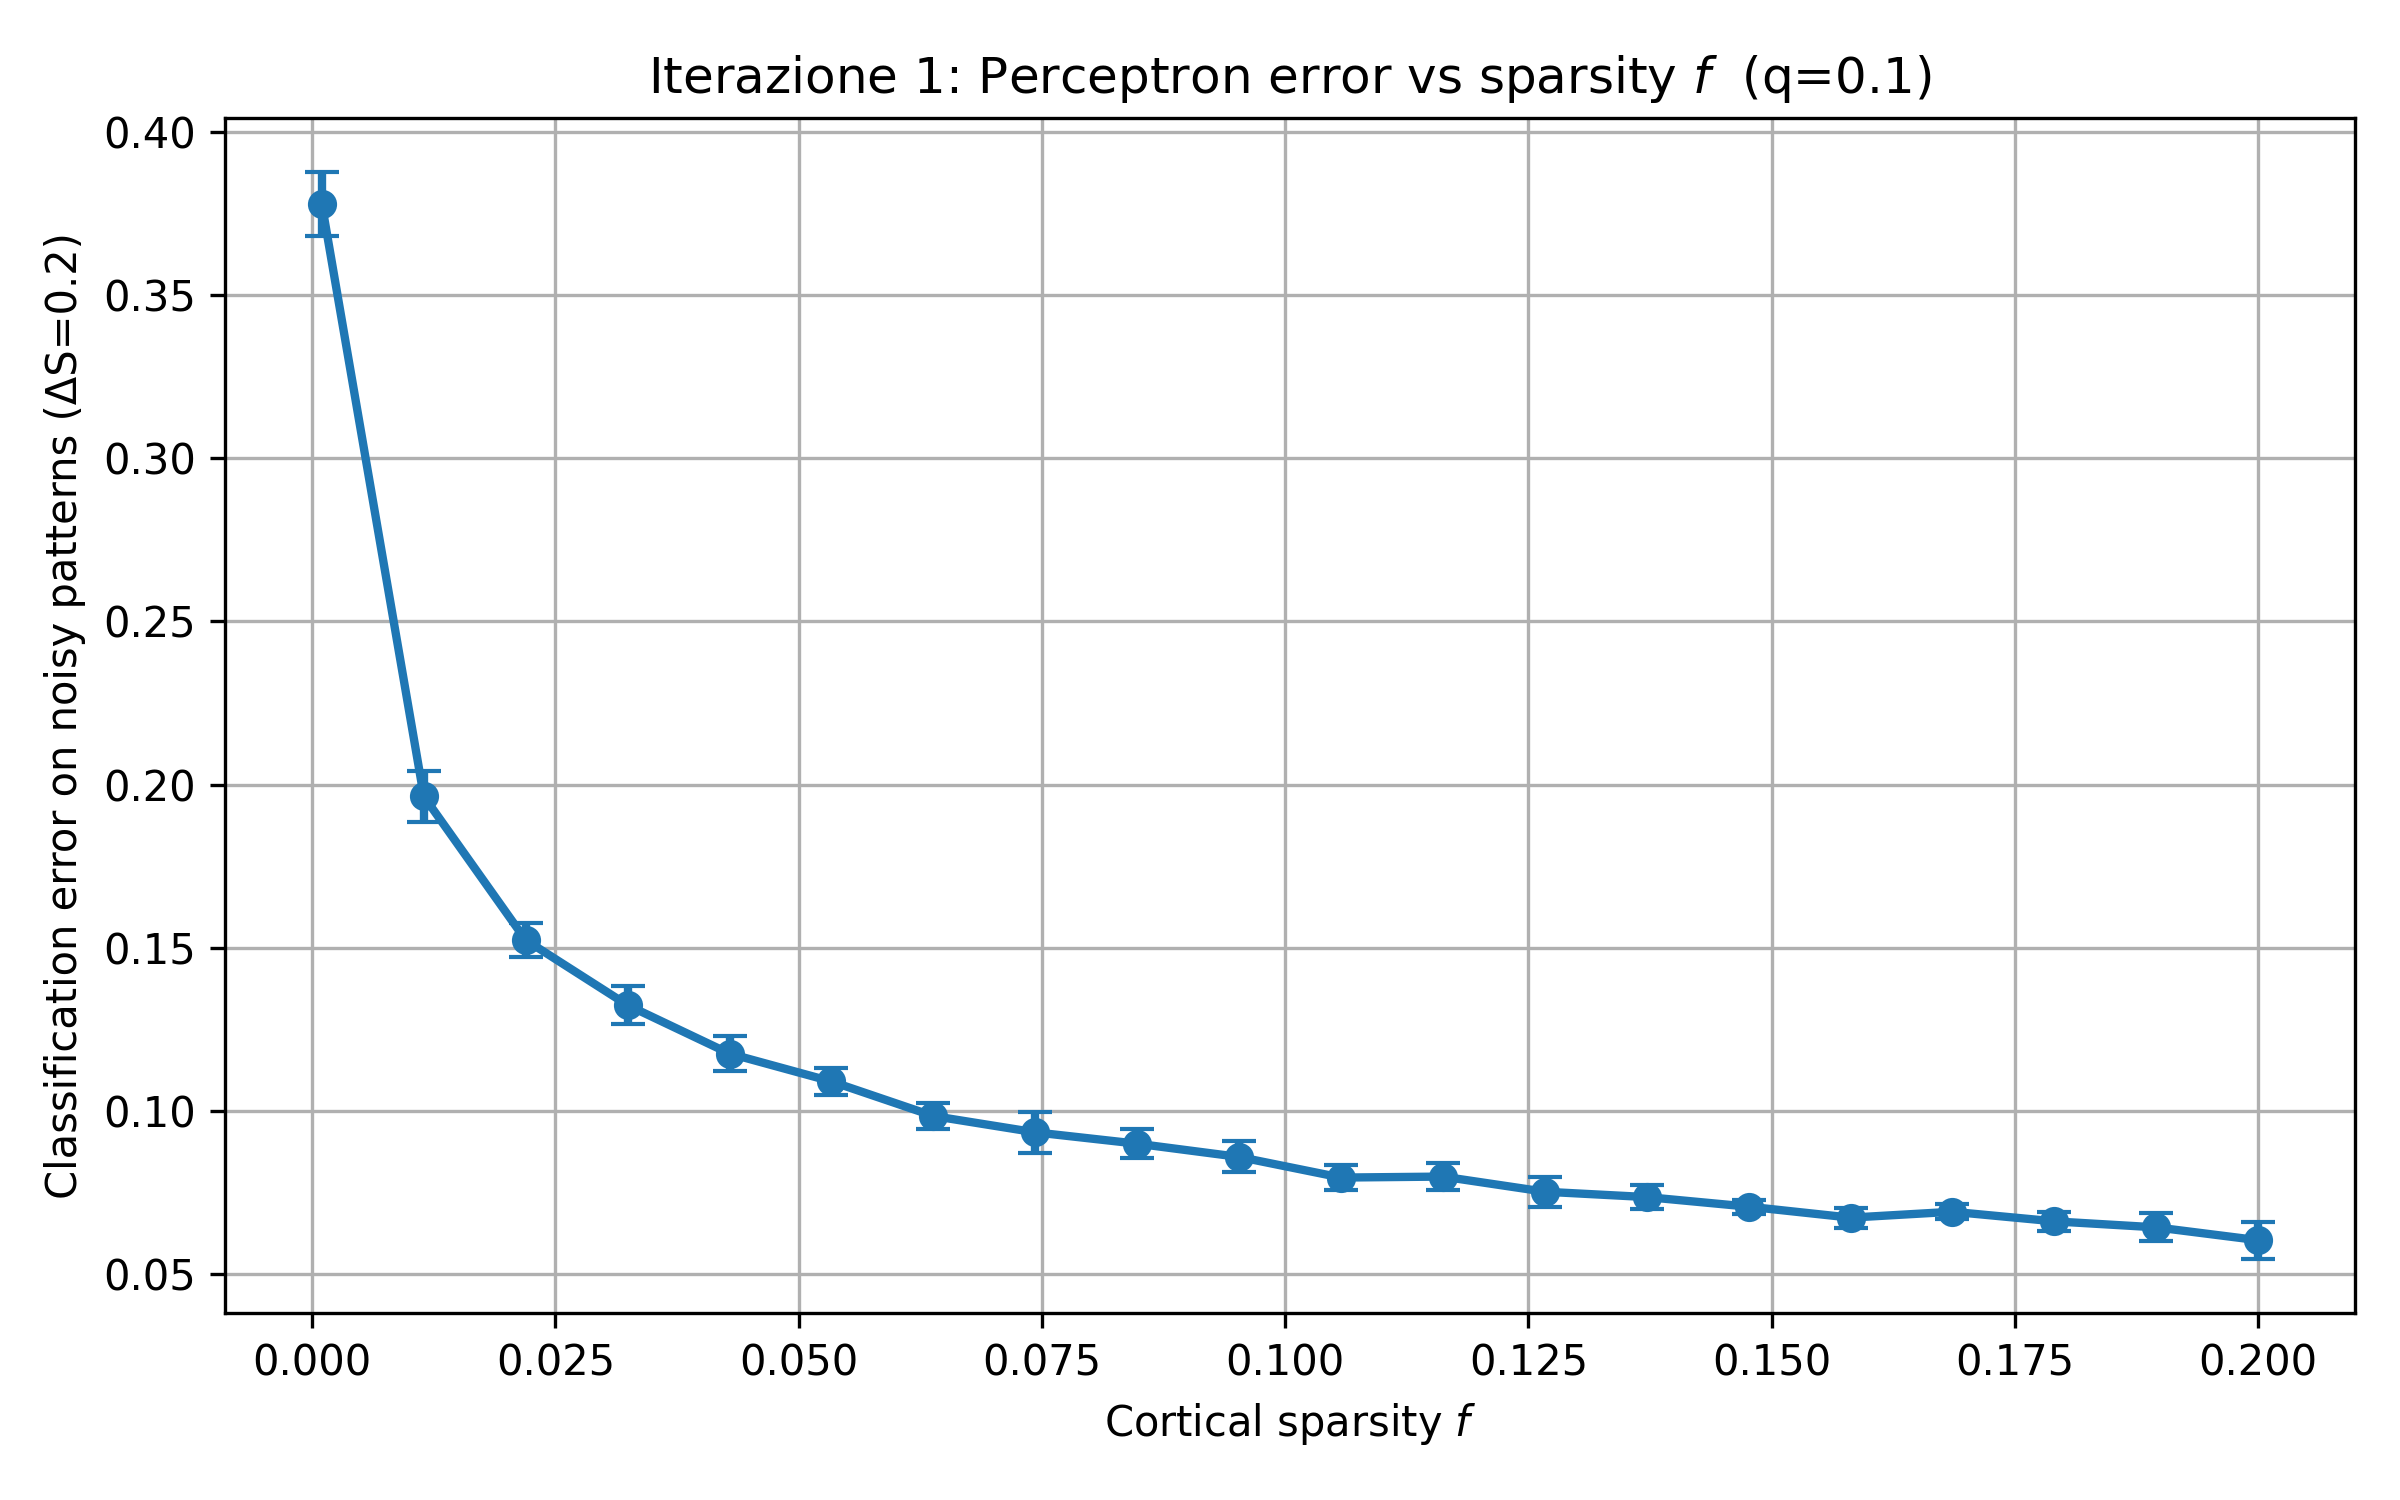 Iterazione 1: Perceptron error vs sparsity f (q=0.1)
Classification error on noisy patterns (ΔS=0.2)
0.40
0.35
0.30
0.25
0.20
0.15
0.10
0.05
0.000 0.025 0.050 0.075 0.100 0.125 0.150 0.175 0.200
Cortical sparsity f